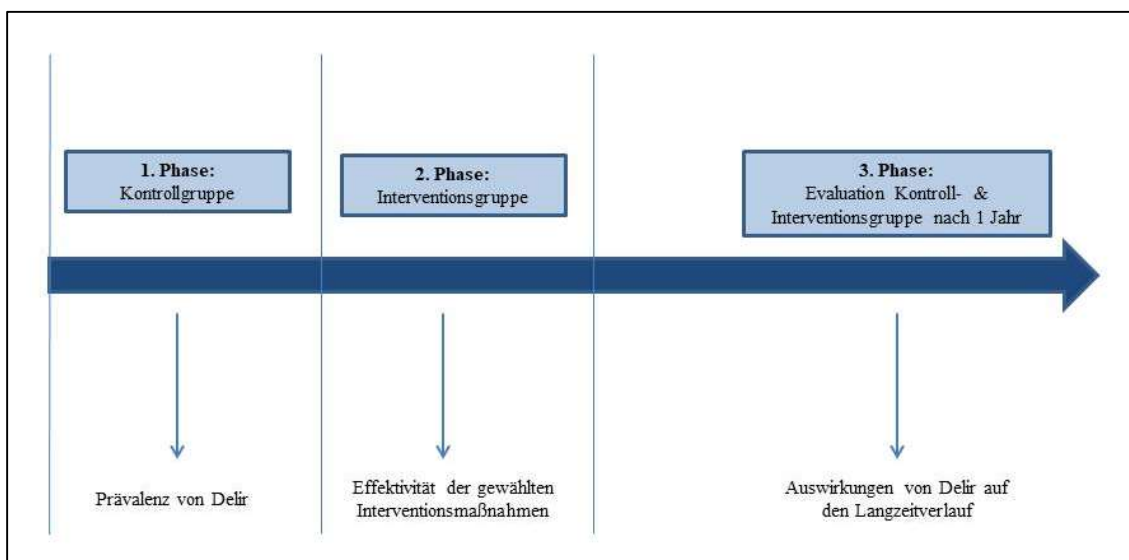 1. Phase:
Kontrollgruppe
2. Phase:
Interventionsgruppe
3. Phase:
Evaluation Kontroll- &
Interventionsgruppe nach 1 Jahr
Prävalenz von Delir
Effektivität der gewählten
Interventionsmaßnahmen
Auswirkungen von Delir auf
den Langzeitverlauf